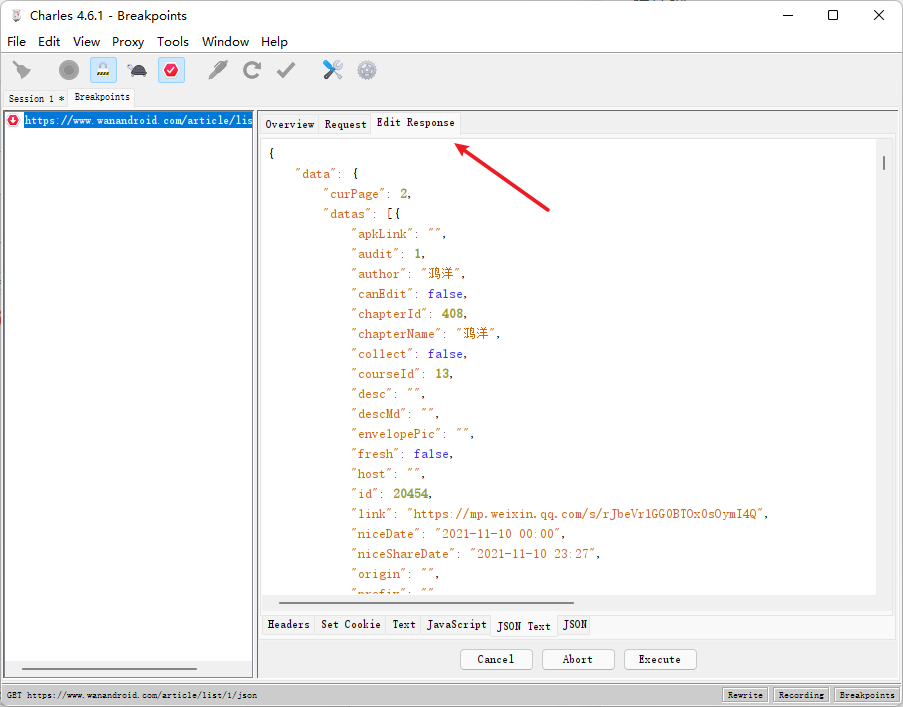 Charles 4.6.1 - Breakpoints
File Edit View Proxy Tools Window Help
Session 1 * Breakpoints
https://www.wanandroid.com/article/lis
Overview Request Edit Response
{
"data": {
"curPage": 2,
"datas": [{
"apkLink": "",
"audit": 1,
"author": "鸿洋",
"canEdit": false,
"chapterId": 408,
"chapterName": "鸿洋",
"collect": false,
"courseId": 13,
"desc": "",
"descMd": "",
"envelopePic": "",
"fresh": false,
"host": "",
"id": 20454,
"link": "https://mp.weixin.qq.com/s/rJbeVrlGG0BTOx0sOymI4Q",
"niceDate": "2021-11-10 00:00",
"niceShareDate": "2021-11-10 23:27",
"origin": "",
"prefix": ""
Headers Set Cookie Text JavaScript JSON Text JSON
Cancel Abort Execute
GET https://www.wanandroid.com/article/list/1/json Rewrite Recording Breakpoints